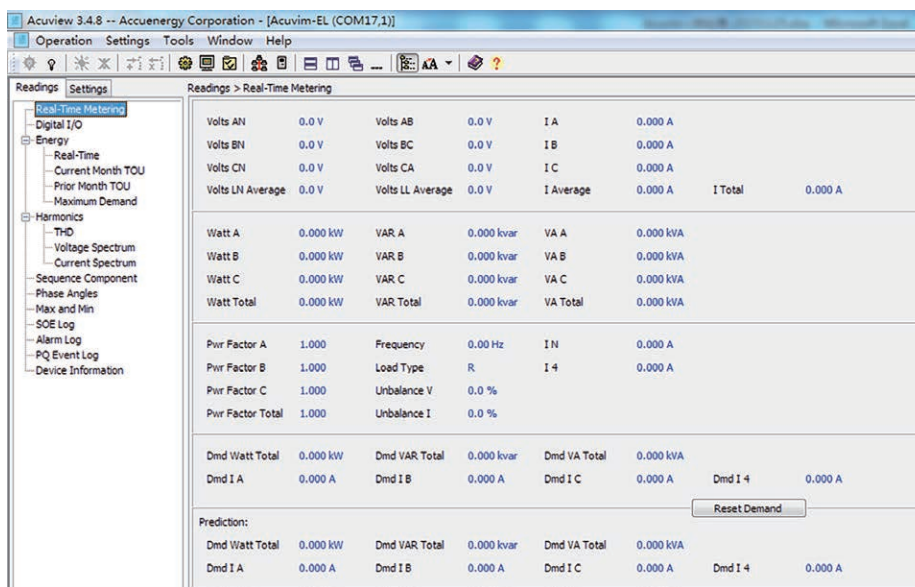 Acuview 3.4.8 -- Accuenergy Corporation - [Acuvim-EL (COM17,1)]
Operation Settings Tools Window Help
Readings Settings
Real-Time Metering
Digital I/O
Energy
Real-Time
Current Month TOU
Prior Month TOU
Maximum Demand
Harmonics
THD
Voltage Spectrum
Current Spectrum
Sequence Component
Phase Angles
Max and Min
SOE Log
Alarm Log
PQ Event Log
Device Information
Readings > Real-Time Metering
Volts AN 0.0 V Volts AB 0.0 V I A 0.000 A
Volts BN 0.0 V Volts BC 0.0 V I B 0.000 A
Volts CN 0.0 V Volts CA 0.0 V I C 0.000 A
Volts LN Average 0.0 V Volts LL Average 0.0 V I Average 0.000 A I Total 0.000 A
Watt A 0.000 kW VAR A 0.000 kvar VA A 0.000 kVA
Watt B 0.000 kW VAR B 0.000 kvar VA B 0.000 kVA
Watt C 0.000 kW VAR C 0.000 kvar VA C 0.000 kVA
Watt Total 0.000 kW VAR Total 0.000 kvar VA Total 0.000 kVA
Pwr Factor A 1.000 Frequency 0.00 Hz I N 0.000 A
Pwr Factor B 1.000 Load Type R I 4 0.000 A
Pwr Factor C 1.000 Unbalance V 0.0 %
Pwr Factor Total 1.000 Unbalance I 0.0 %
Dmd Watt Total 0.000 kW Dmd VAR Total 0.000 kvar Dmd VA Total 0.000 kVA
Dmd I A 0.000 A Dmd I B 0.000 A Dmd I C 0.000 A Dmd I 4 0.000 A
Reset Demand
Prediction:
Dmd Watt Total 0.000 kW Dmd VAR Total 0.000 kvar Dmd VA Total 0.000 kVA
Dmd I A 0.000 A Dmd I B 0.000 A Dmd I C 0.000 A Dmd I 4 0.000 A